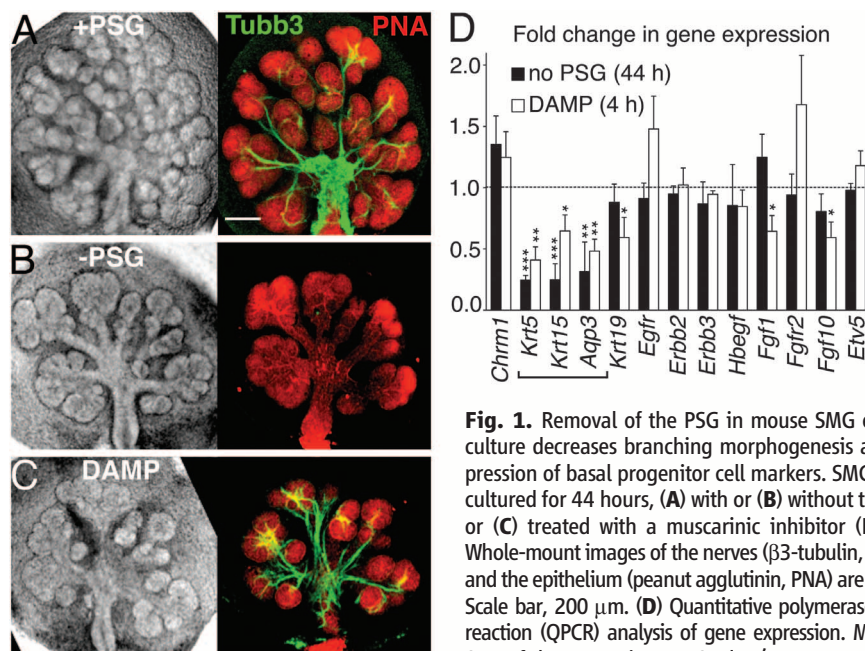 A
+PSG
Tubb3
PNA
B
-PSG
C
DAMP
D
Fold change in gene expression
2.0
1.5
1.0
0.5
0.0
no PSG (44 h)
DAMP (4 h)
***
**
***
*
**
**
*
*
*
Chrm1
Krt5
Krt15
Aqp3
Krt19
Egfr
Erbb2
Erbb3
Hbegf
Fgf1
Fgfr2
Fgf10
Etv5
Fig. 1. Removal of the PSG in mouse SMG
culture decreases branching morphogenesis
pression of basal progenitor cell markers. SMG
cultured for 44 hours, (A) with or (B) without
or (C) treated with a muscarinic inhibitor
Whole-mount images of the nerves (β3-tubulin,
and the epithelium (peanut agglutinin, PNA) are
Scale bar, 200 μm. (D) Quantitative polymeras
reaction (QPCR) analysis of gene expression.